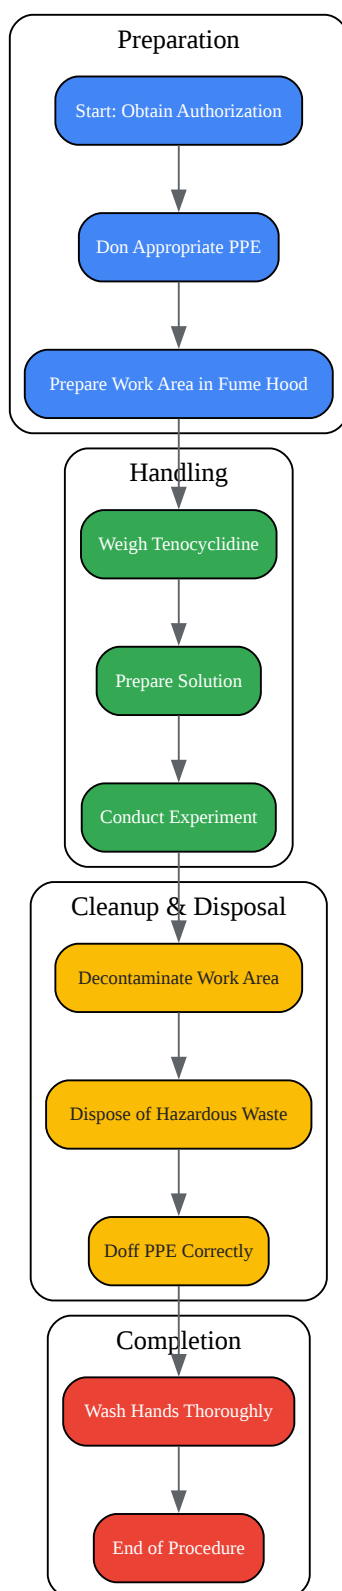 Preparation
Start: Obtain Authorization
Don Appropriate PPE
Prepare Work Area in Fume Hood
Handling
Weigh Tenocyclidine
Prepare Solution
Conduct Experiment
Cleanup & Disposal
Decontaminate Work Area
Dispose of Hazardous Waste
Doff PPE Correctly
Completion
Wash Hands Thoroughly
End of Procedure